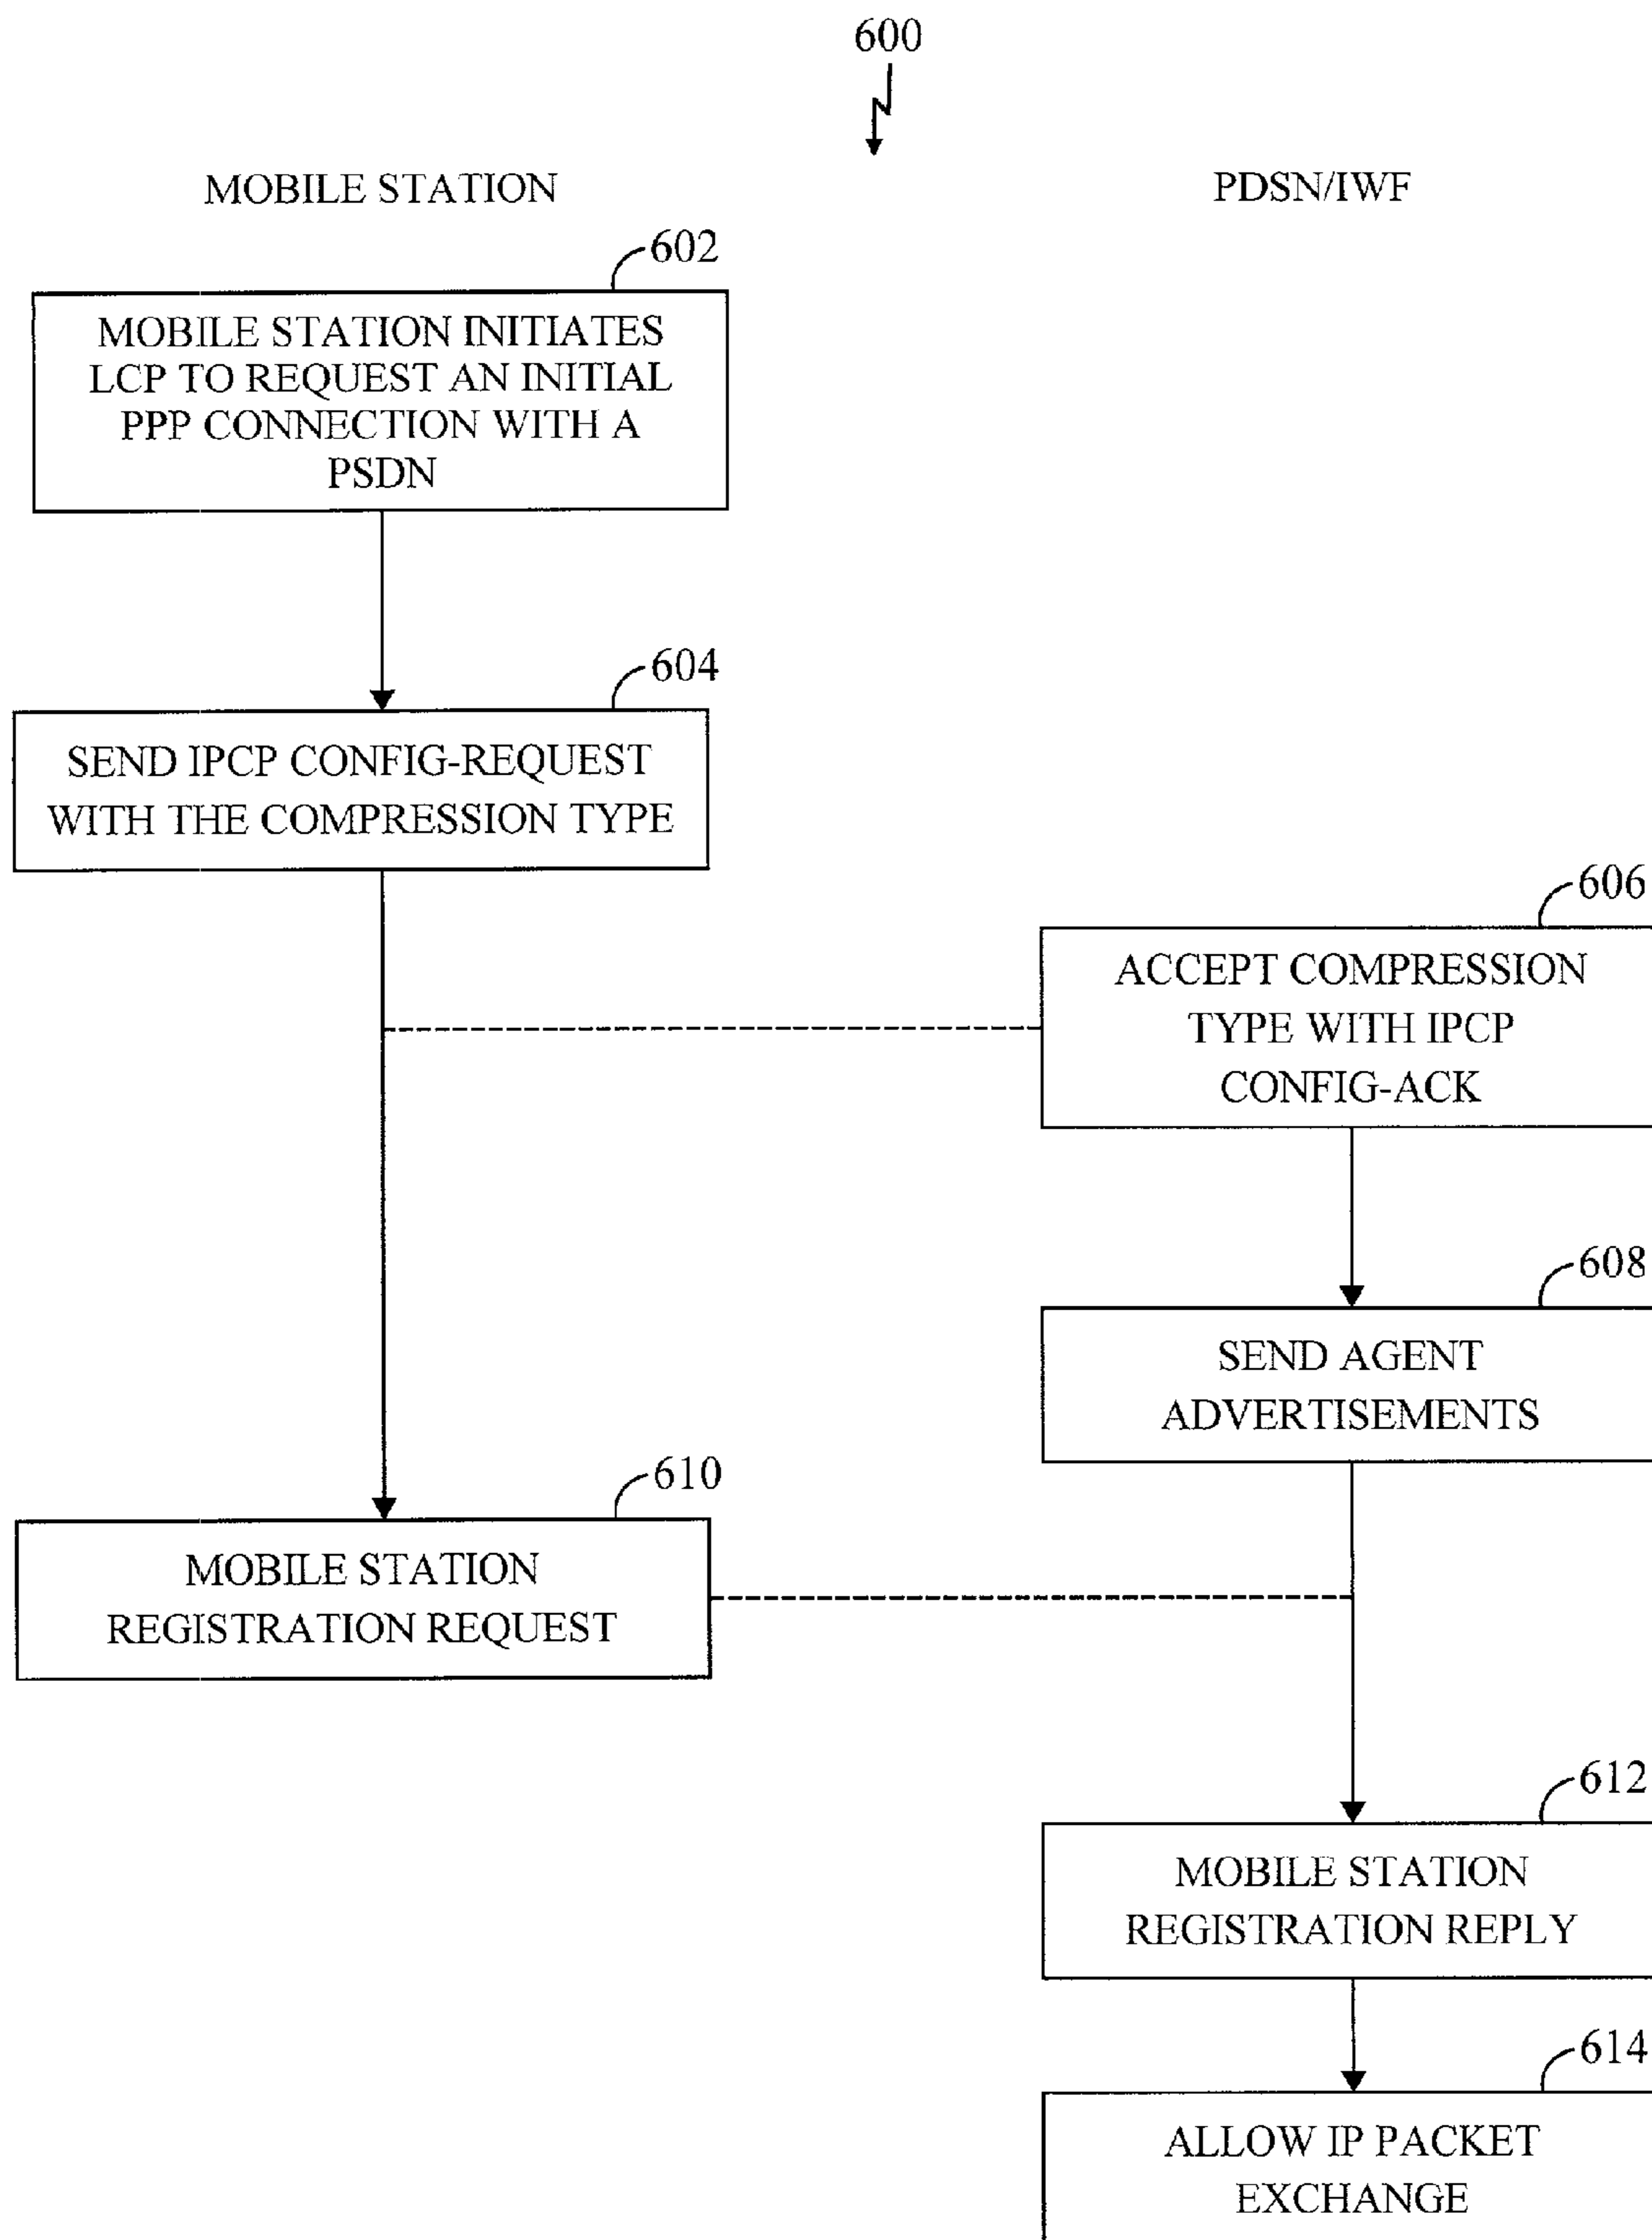 600
MOBILE STATION
PDSN/IWF
602
MOBILE STATION INITIATES
LCP TO REQUEST AN INITIAL
PPP CONNECTION WITH A
PSDN
604
SEND IPCP CONFIG-REQUEST
WITH THE COMPRESSION TYPE
606
ACCEPT COMPRESSION
TYPE WITH IPCP
CONFIG-ACK
608
SEND AGENT
ADVERTISEMENTS
610
MOBILE STATION
REGISTRATION REQUEST
612
MOBILE STATION
REGISTRATION REPLY
614
ALLOW IP PACKET
EXCHANGE